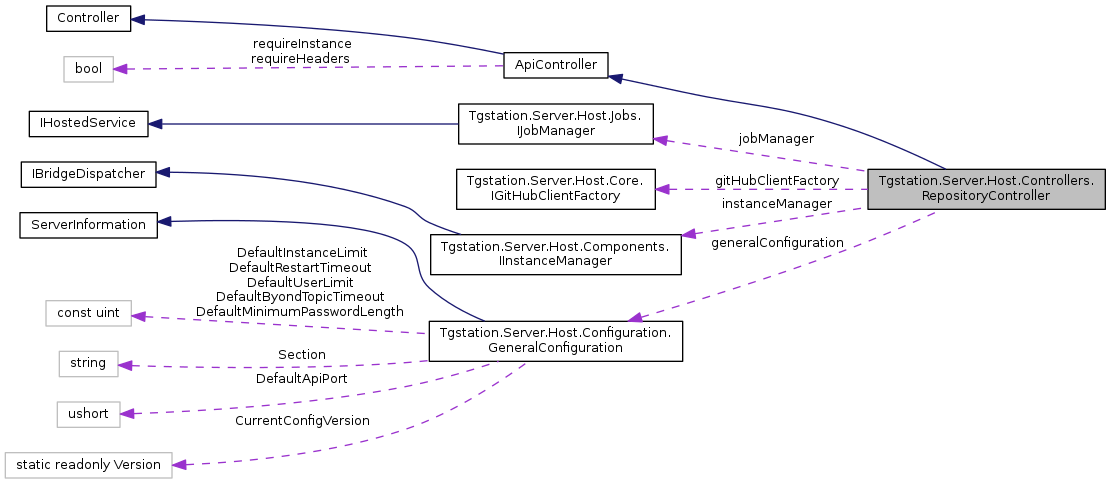 Controller
requireInstance
requireHeaders
bool
ApiController
IHostedService
Tgstation.Server.Host.Jobs.
IJobManager
jobManager
IBridgeDispatcher
Tgstation.Server.Host.Core.
IGitHubClientFactory
gitHubClientFactory
Tgstation.Server.Host.Controllers.
RepositoryController
instanceManager
ServerInformation
Tgstation.Server.Host.Components.
IInstanceManager
generalConfiguration
DefaultInstanceLimit
DefaultRestartTimeout
DefaultUserLimit
DefaultByondTopicTimeout
DefaultMinimumPasswordLength
const uint
Tgstation.Server.Host.Configuration.
GeneralConfiguration
Section
string
DefaultApiPort
ushort
CurrentConfigVersion
static readonly Version